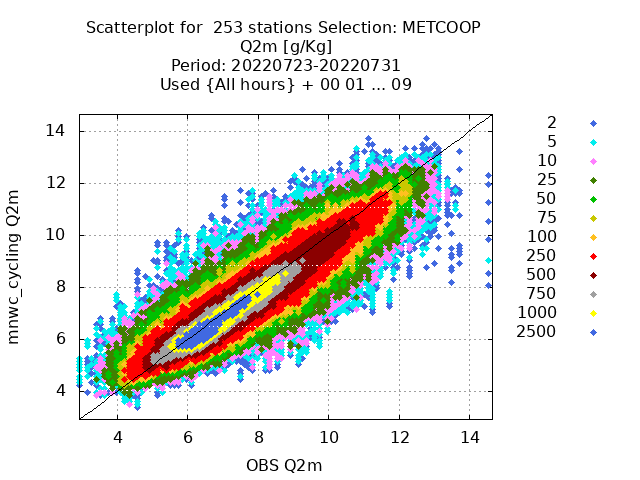 Scatterplot for  253 stations Selection: METCOOP
Q2m [g/Kg]
Period: 20220723-20220731
Used {All hours} + 00 01 ... 09
mnwc_cycling Q2m
14
12
10
8
6
4
4 6 8 10 12 14
OBS Q2m
2
5
10
25
50
75
100
250
500
750
1000
2500